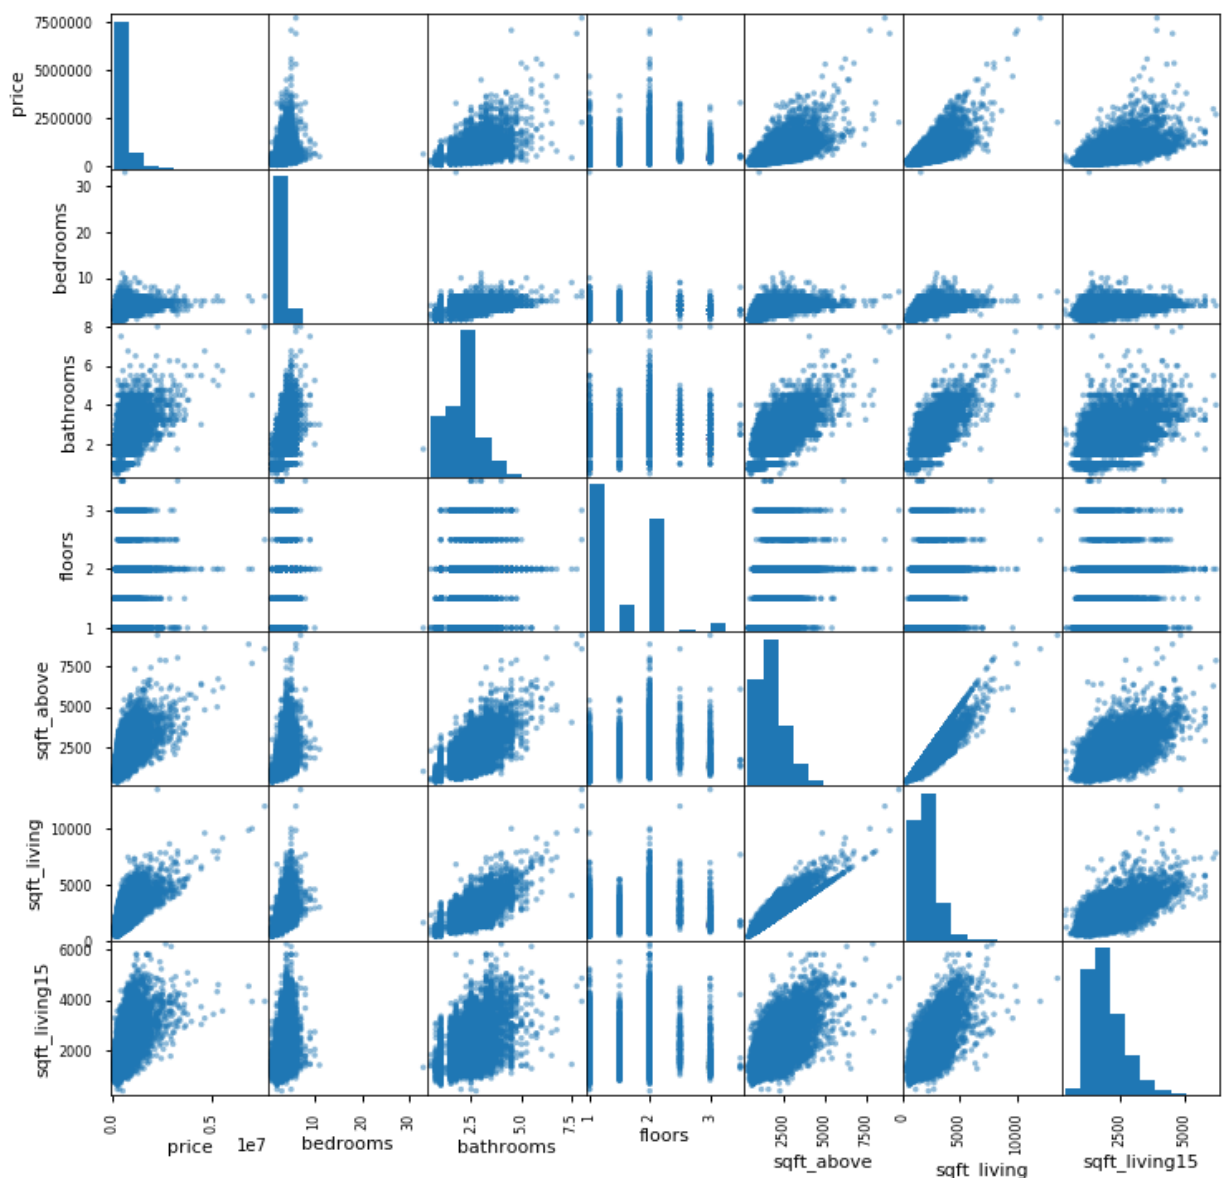 7500000
5000000
2500000
0
price
30
20
10
bedrooms
8
6
4
2
bathrooms
3
2
1
floors
7500
5000
2500
sqft_above
10000
5000
0
sqft_living
6000
4000
2000
sqft_living15
0.0 0.5 10 20 30 2.5 5.0 7.5 1 2 3 2500 5000 7500 0 5000 10000 2500 5000
price 1e7 bedrooms bathrooms floors sqft_above sqft_living sqft_living15